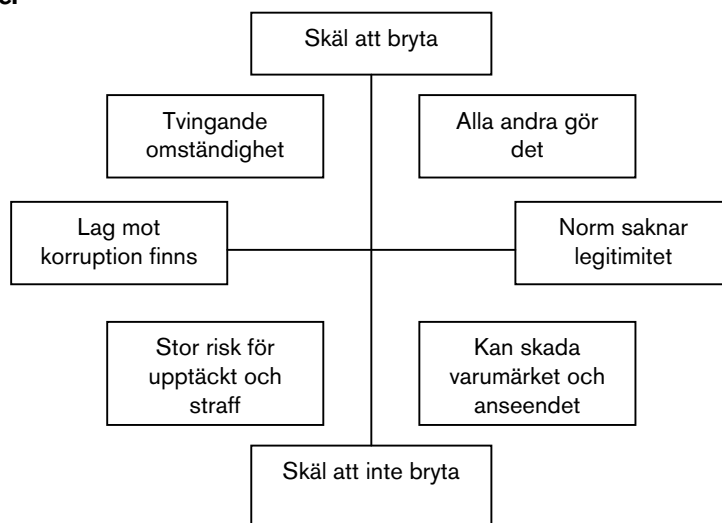 Skäl att bryta
Tvingande
omständighet
Alla andra gör
det
Lag mot
korruption finns
Norm saknar
legitimitet
Stor risk för
upptäckt och
straff
Kan skada
varumärket och
anseendet
Skäl att inte bryta